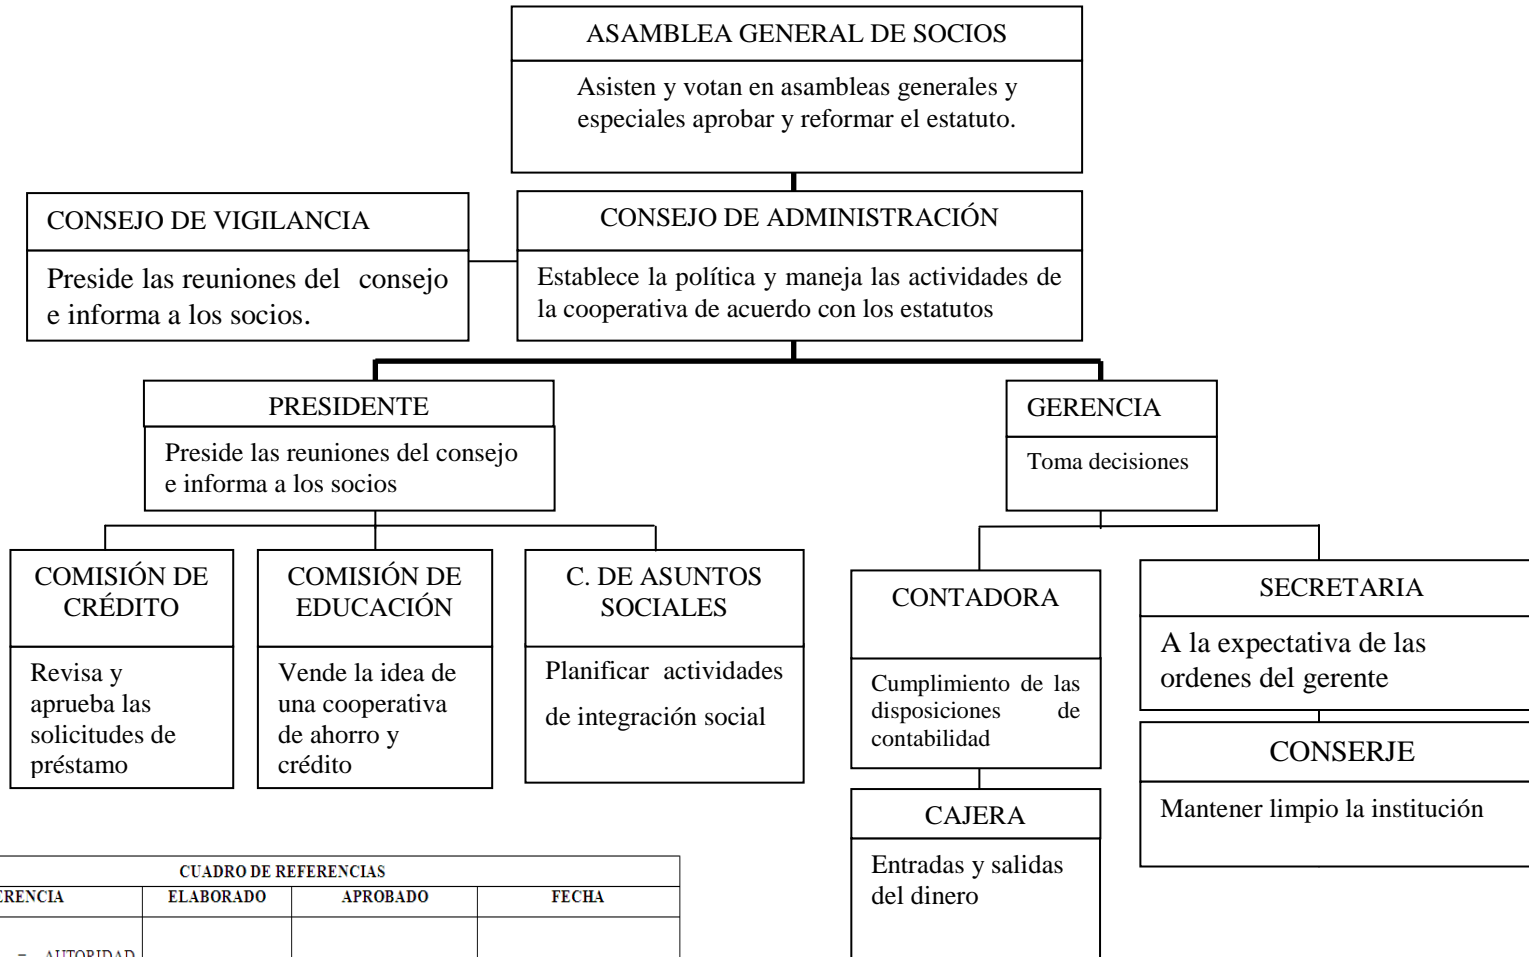 ASAMBLEA GENERAL DE SOCIOS
Asisten y votan en asambleas generales y
especiales aprobar y reformar el estatuto.
CONSEJO DE VIGILANCIA
Preside las reuniones del consejo
e informa a los socios.
CONSEJO DE ADMINISTRACIÓN
Establece la política y maneja las actividades de
la cooperativa de acuerdo con los estatutos
PRESIDENTE
Preside las reuniones del consejo
e informa a los socios
GERENCIA
Toma decisiones
COMISIÓN DE
CRÉDITO
Revisa y
aprueba las
solicitudes de
préstamo
COMISIÓN DE
EDUCACIÓN
Vende la idea de
una cooperativa
de ahorro y
crédito
C. DE ASUNTOS
SOCIALES
Planificar actividades
de integración social
CONTADORA
Cumplimiento de las
disposiciones de
contabilidad
SECRETARIA
A la expectativa de las
ordenes del gerente
CONSERJE
Mantener limpio la institución
CAJERA
Entradas y salidas
del dinero
CUADRO DE REFERENCIAS
ERENCIA ELABORADO APROBADO FECHA
= AUTORIDAD